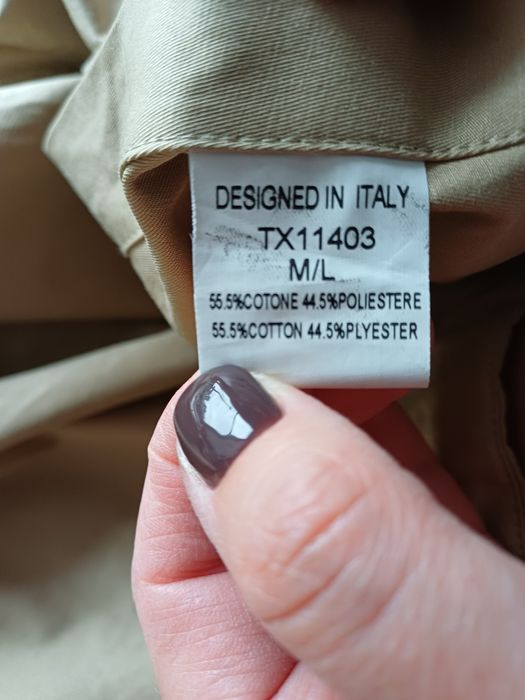 DESIGNED IN ITALY
TX11403
M/L
55.5%COTONE 44.5%POLIESTERE
55.5%COTTON 44.5%PLYESTER